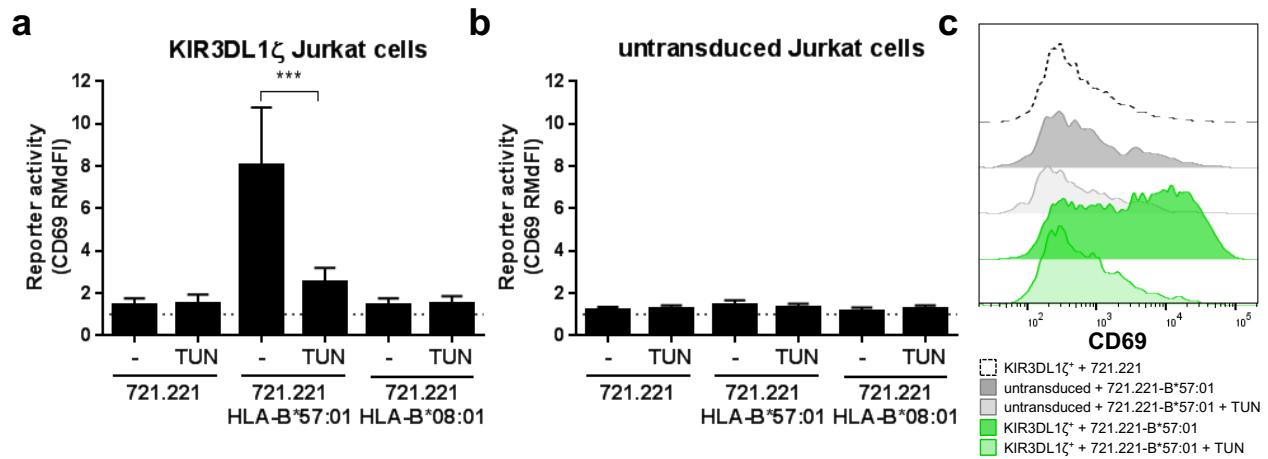 a
KIR3DL1ζ Jurkat cells
Reporter activity
(CD69 RMdFI)
12
10
8
6
4
2
0
***
- TUN - TUN - TUN
721.221 721.221 721.221
HLA-B*57:01 HLA-B*08:01
b
untransduced Jurkat cells
Reporter activity
(CD69 RMdFI)
12
10
8
6
4
2
0
- TUN - TUN - TUN
721.221 721.221 721.221
HLA-B*57:01 HLA-B*08:01
c
10² 10³ 10⁴ 10⁵
CD69
KIR3DL1ζ⁺ + 721.221
untransduced + 721.221-B*57:01
untransduced + 721.221-B*57:01 + TUN
KIR3DL1ζ⁺ + 721.221-B*57:01
KIR3DL1ζ⁺ + 721.221-B*57:01 + TUN